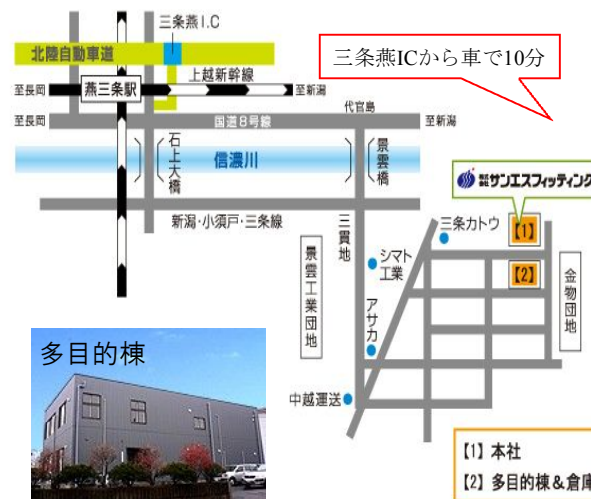 三条燕I.C
北陸自動車道
三条燕ICから車で10分
上越新幹線
至長岡
燕三条駅
至新潟
代官島
至長岡
国道8号線
至新潟
石上大橋
信濃川
景雲橋
株式会社サンエスフィッティング
新潟・小須戸・三条線
三貫地
三条カトウ
【1】
景雲工業団地
シマト
工業
【2】
金物団地
アサカ
多目的棟
中越運送
【1】本社
【2】多目的棟&倉庫